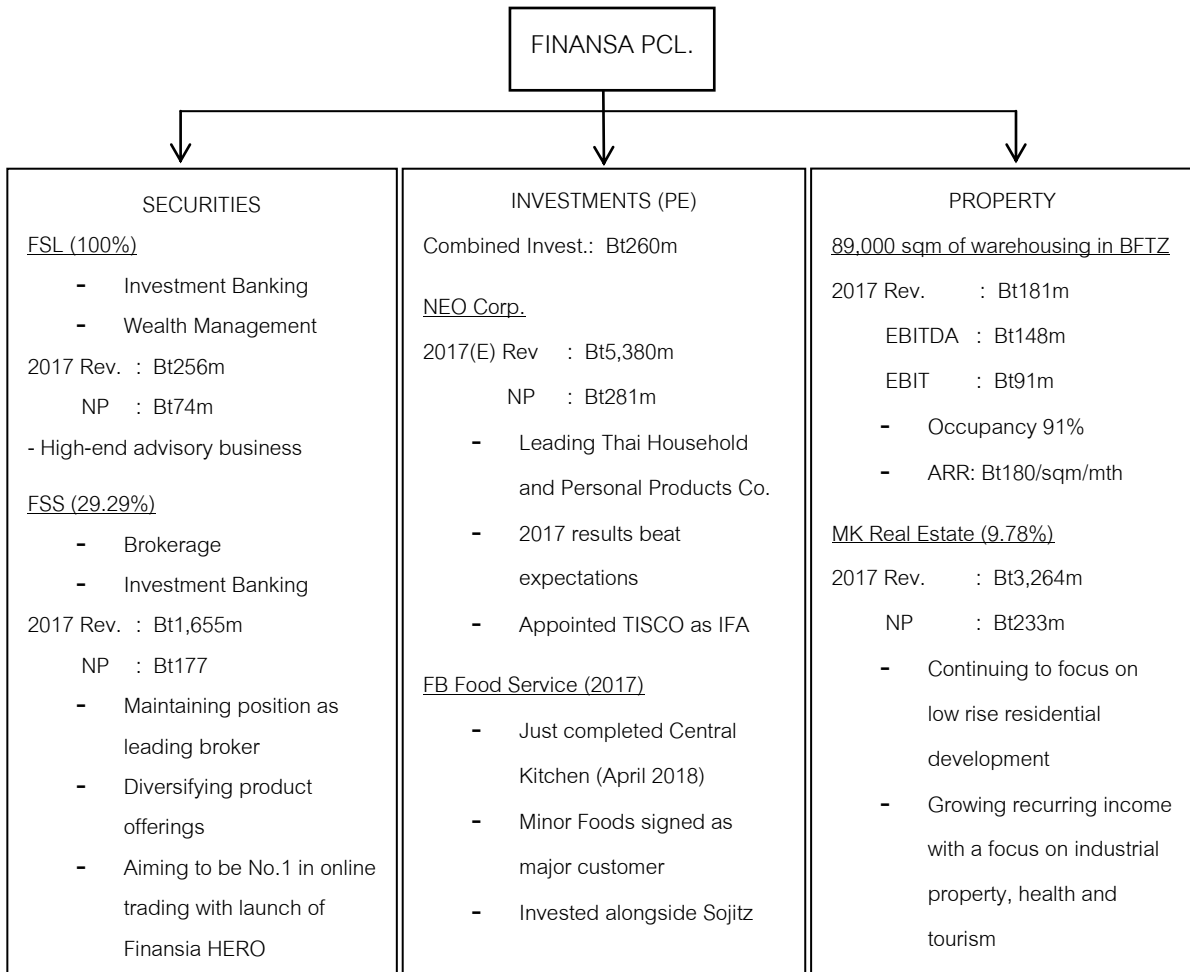 FINANSA PCL.
SECURITIES
FSL (100%)
- Investment Banking
- Wealth Management
2017 Rev. : Bt256m
NP : Bt74m
- High-end advisory business
FSS (29.29%)
- Brokerage
- Investment Banking
2017 Rev. : Bt1,655m
NP : Bt177
- Maintaining position as
leading broker
- Diversifying product
offerings
- Aiming to be No.1 in online
trading with launch of
Finansia HERO
INVESTMENTS (PE)
Combined Invest.: Bt260m
NEO Corp.
2017(E) Rev : Bt5,380m
NP : Bt281m
- Leading Thai Household
and Personal Products Co.
- 2017 results beat
expectations
- Appointed TISCO as IFA
FB Food Service (2017)
- Just completed Central
Kitchen (April 2018)
- Minor Foods signed as
major customer
- Invested alongside Sojitz
PROPERTY
89,000 sqm of warehousing in BFTZ
2017 Rev. : Bt181m
EBITDA : Bt148m
EBIT : Bt91m
- Occupancy 91%
- ARR: Bt180/sqm/mth
MK Real Estate (9.78%)
2017 Rev. : Bt3,264m
NP : Bt233m
- Continuing to focus on
low rise residential
development
- Growing recurring income
with a focus on industrial
property, health and
tourism